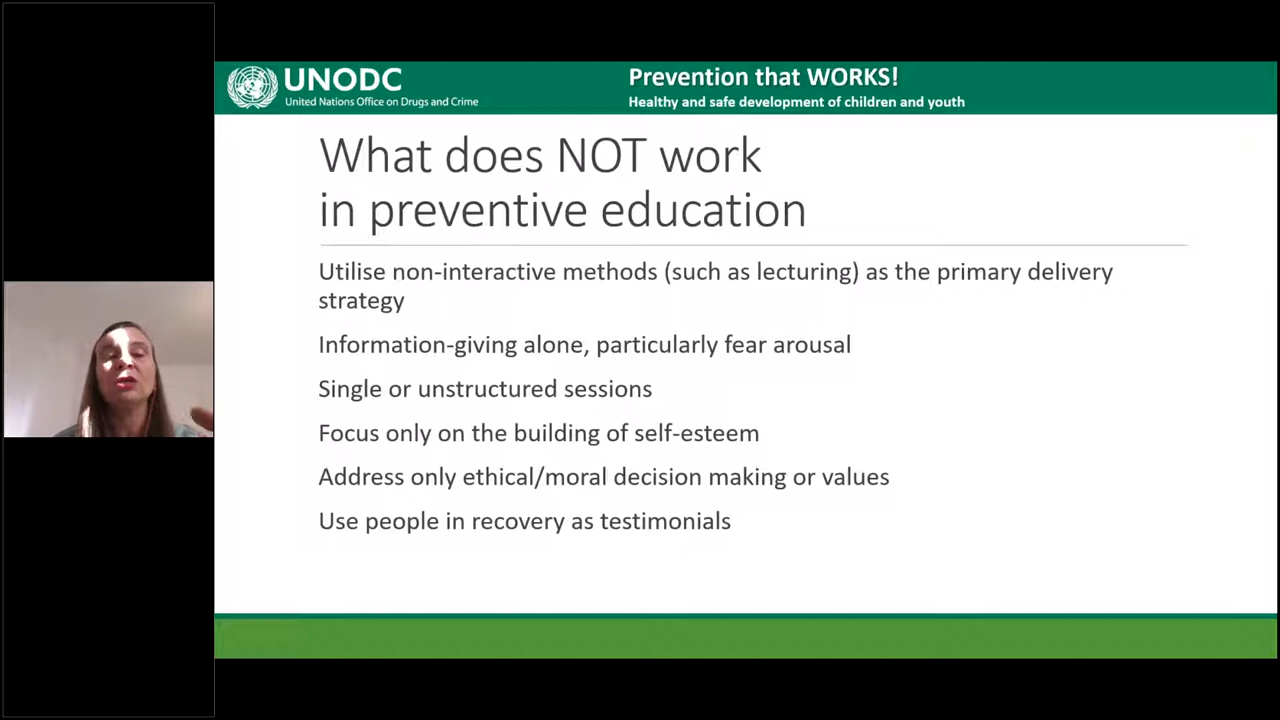 UNODC
United Nations Office on Drugs and Crime
Prevention that WORKS!
Healthy and safe development of children and youth
What does NOT work
in preventive education
Utilise non-interactive methods (such as lecturing) as the primary delivery
strategy
Information-giving alone, particularly fear arousal
Single or unstructured sessions
Focus only on the building of self-esteem
Address only ethical/moral decision making or values
Use people in recovery as testimonials